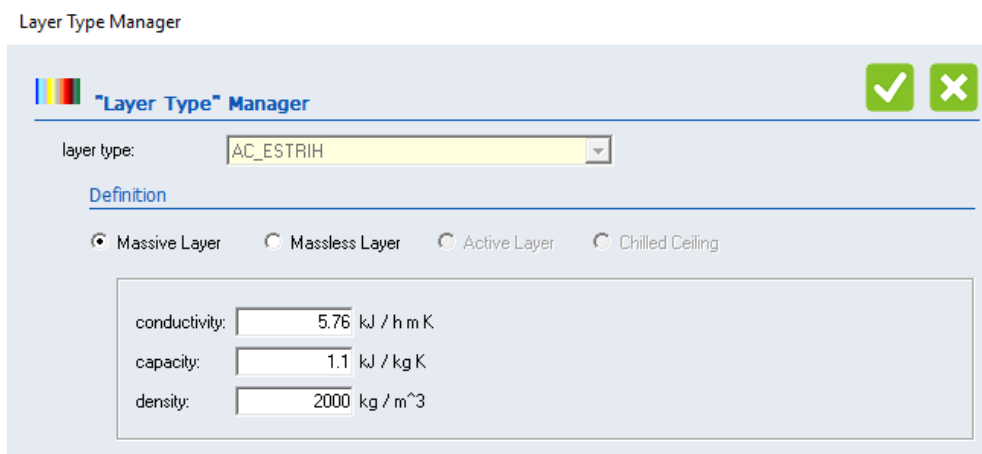 Layer Type Manager
"Layer Type" Manager
layer type: AC_ESTRIH
Definition
Massive Layer Massless Layer Active Layer Chilled Ceiling
conductivity: 5.76 kJ / h m K
capacity: 1.1 kJ / kg K
density: 2000 kg / m^3